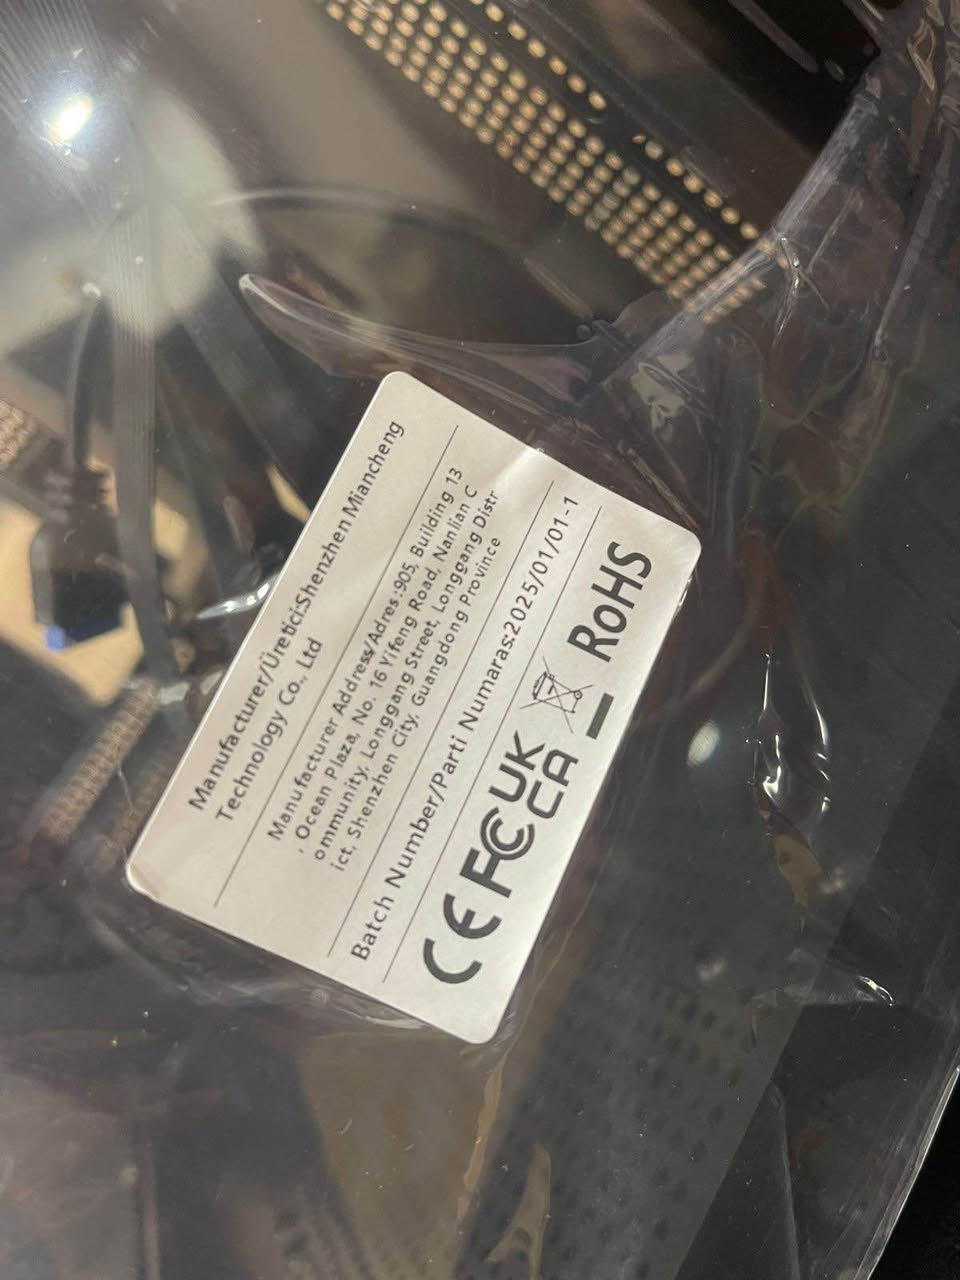 Manufacturer/Üretici:Shenzhen Miancheng
Technology Co., Ltd
Manufacturer Address/Adres:905, Building 13
, Ocean Plaza, No. 16 Yifeng Road, Nanlian C
ommunity, Longgang Street, Longgang Distr
ict, Shenzhen City, Guangdong Province
Batch Number/Parti Numaras:2025/01/01-1
CE FC UK
CA
RoHS